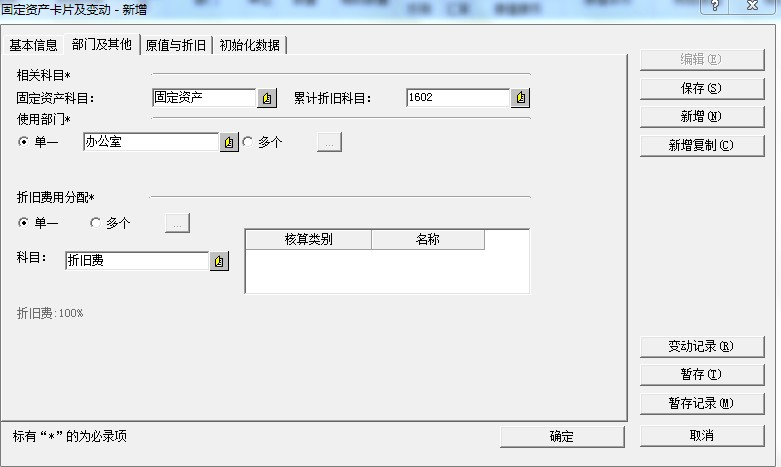 固定资产卡片及变动 - 新增
基本信息 部门及其他 原值与折旧 初始化数据
相关科目*
固定资产科目: 固定资产 累计折旧科目: 1602
使用部门*
单一 办公室 多个 ...
折旧费用分配*
单一 多个 ...
科目: 折旧费
核算类别 名称
折旧费:100%
编辑(E)
保存(S)
新增(N)
新增复制(C)
变动记录(R)
暂存(T)
暂存记录(M)
标有“*”的为必录项 确定 取消